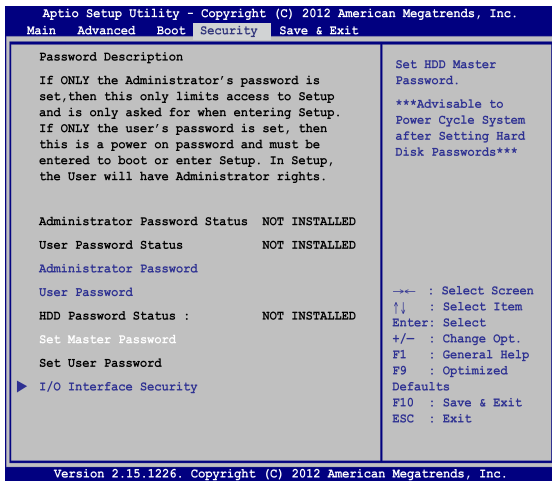 Aptio Setup Utility - Copyright (C) 2012 American Megatrends, Inc.
Main Advanced Boot Security Save & Exit
Password Description
If ONLY the Administrator's password is
set,then this only limits access to Setup
and is only asked for when entering Setup.
If ONLY the user's password is set, then
this is a power on password and must be
entered to boot or enter Setup. In Setup,
the User will have Administrator rights.
Administrator Password Status NOT INSTALLED
User Password Status NOT INSTALLED
Administrator Password
User Password
HDD Password Status : NOT INSTALLED
Set Master Password
Set User Password
I/O Interface Security
Set HDD Master
Password.
***Advisable to
Power Cycle System
after Setting Hard
Disk Passwords***
→← : Select Screen
↑↓ : Select Item
Enter: Select
+/— : Change Opt.
F1 : General Help
F9 : Optimized
Defaults
F10 : Save & Exit
ESC : Exit
Version 2.15.1226. Copyright (C) 2012 American Megatrends, Inc.